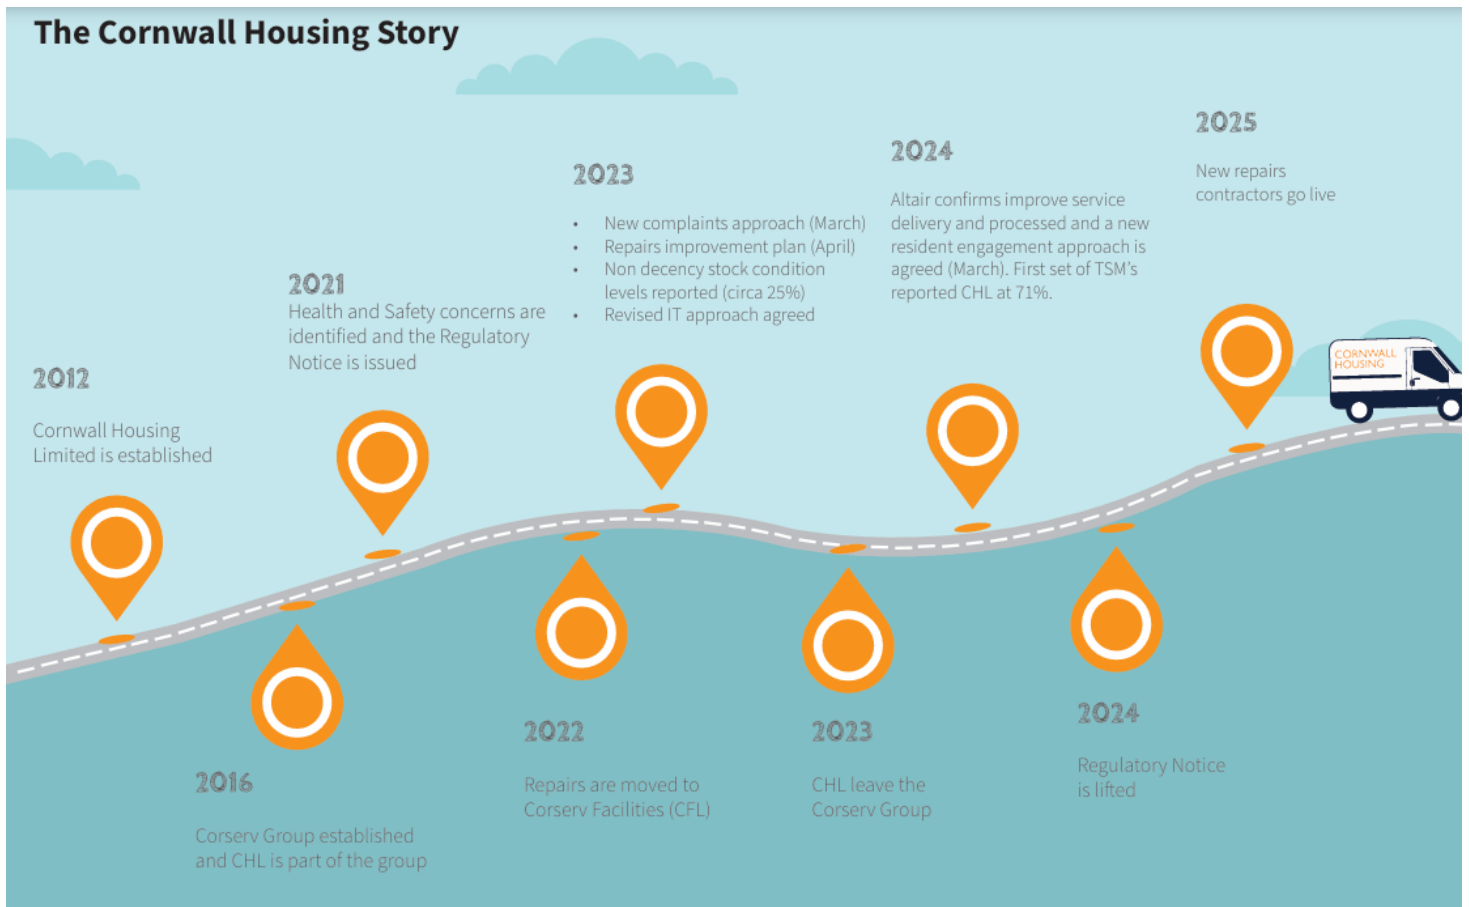 The Cornwall Housing Story
2012
Cornwall Housing
Limited is established
2016
Corserv Group established
and CHL is part of the group
2021
Health and Safety concerns are
identified and the Regulatory
Notice is issued
2022
Repairs are moved to
Corserv Facilities (CFL)
2023
• New complaints approach (March)
• Repairs improvement plan (April)
• Non decency stock condition
levels reported (circa 25%)
• Revised IT approach agreed
2023
CHL leave the
Corserv Group
2024
Altair confirms improve service
delivery and processed and a new
resident engagement approach is
agreed (March). First set of TSM's
reported CHL at 71%.
2024
Regulatory Notice
is lifted
2025
New repairs
contractors go live
CORNWALL
HOUSING